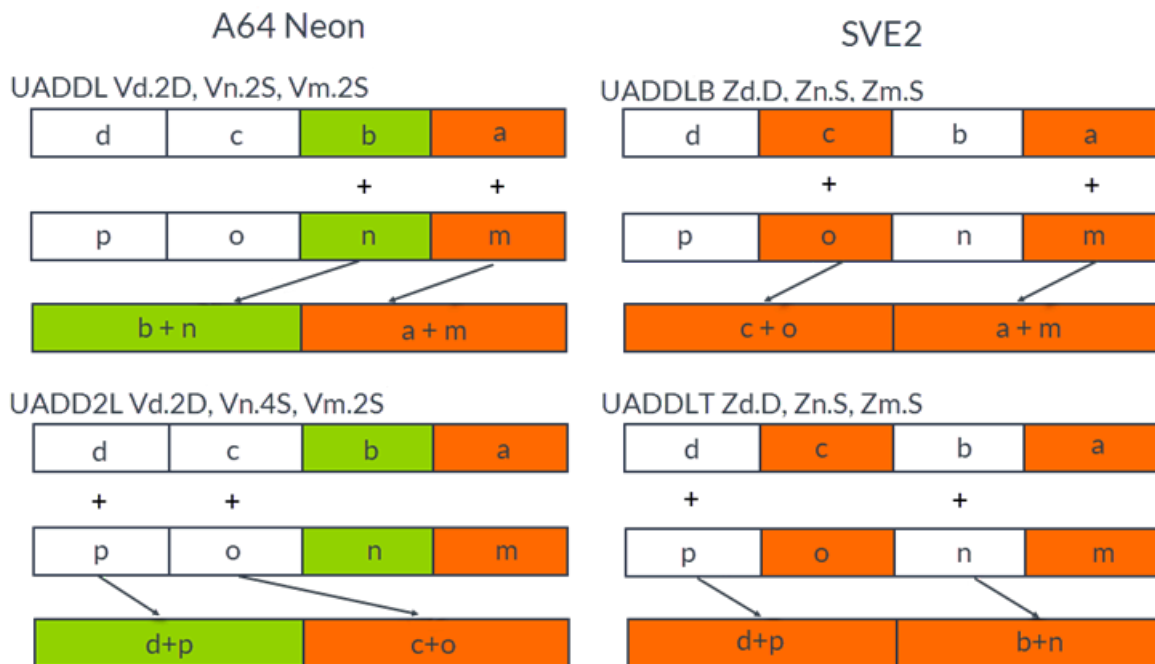 A64 Neon
UADDL Vd.2D, Vn.2S, Vm.2S
d c b a
+ +
p o n m
b + n a + m
UADD2L Vd.2D, Vn.4S, Vm.2S
d c b a
+ +
p o n m
d+p c+o
SVE2
UADDLB Zd.D, Zn.S, Zm.S
d c b a
+ +
p o n m
c + o a + m
UADDLT Zd.D, Zn.S, Zm.S
d c b a
+ +
p o n m
d+p b+n